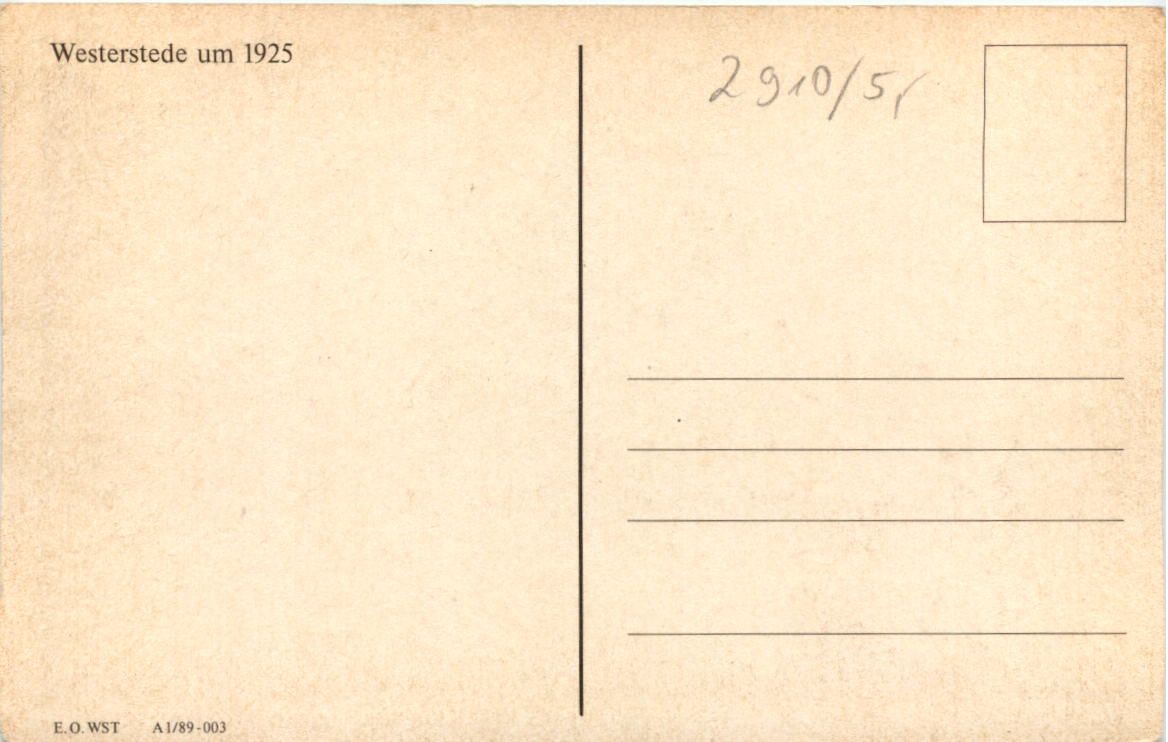 Westerstede um 1925
2910/5,
E.O.WST A1/89-003